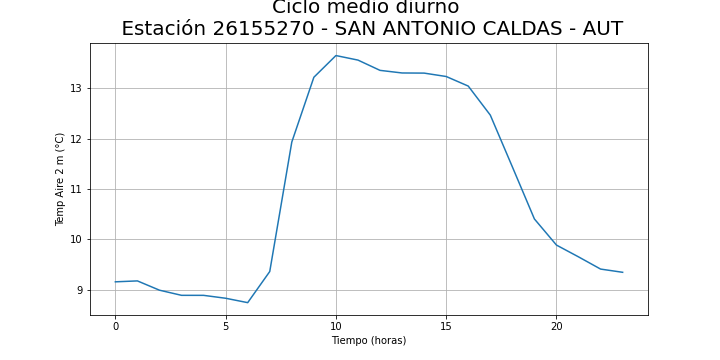 Ciclo medio diurno
Estación 26155270 - SAN ANTONIO CALDAS - AUT
13
12
11
10
9
Temp Aire 2 m (°C)
0 5 10 15 20
Tiempo (horas)